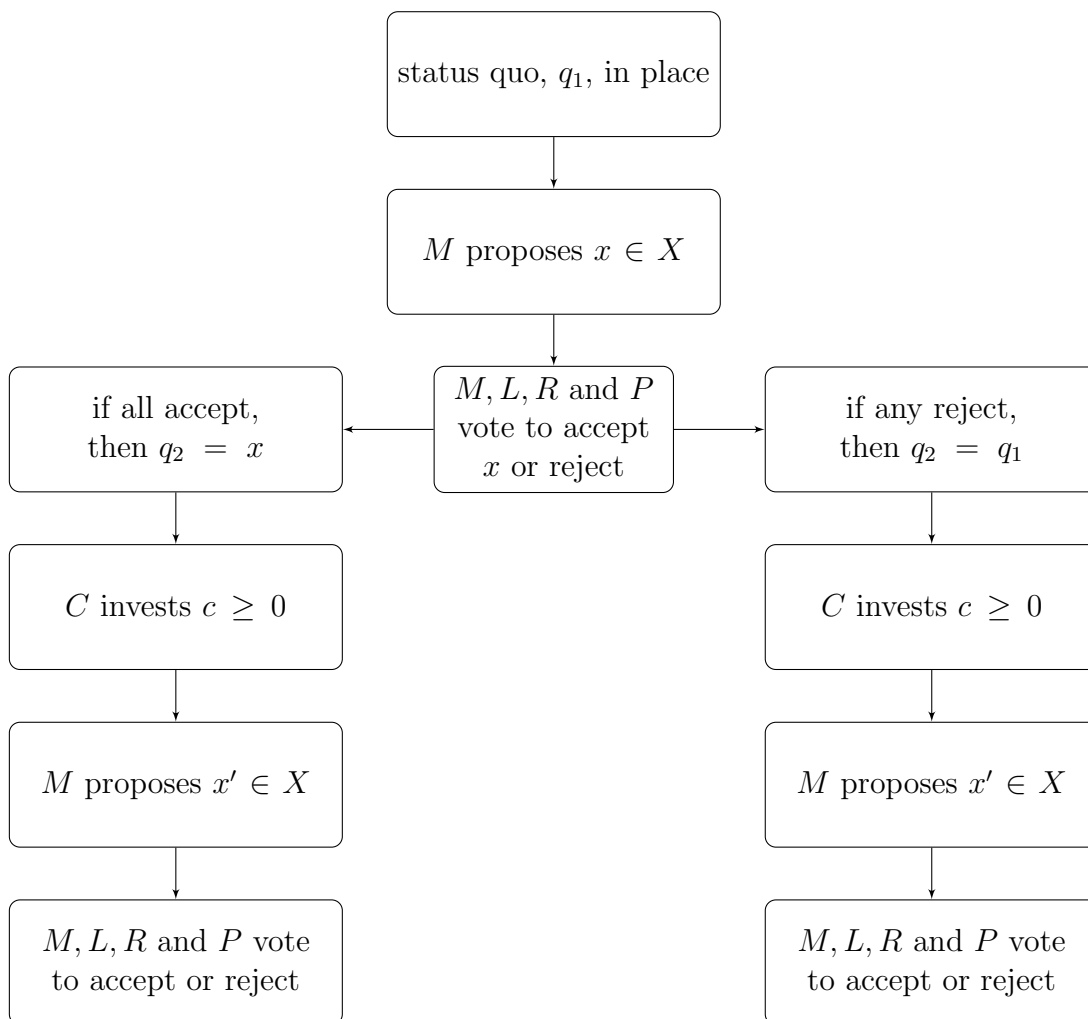 status quo, q₁, in place
M proposes x ∈ X
M, L, R and P
vote to accept
x or reject
if all accept,
then q₂ = x
if any reject,
then q₂ = q₁
C invests c ≥ 0
C invests c ≥ 0
M proposes x′ ∈ X
M proposes x′ ∈ X
M, L, R and P vote
to accept or reject
M, L, R and P vote
to accept or reject